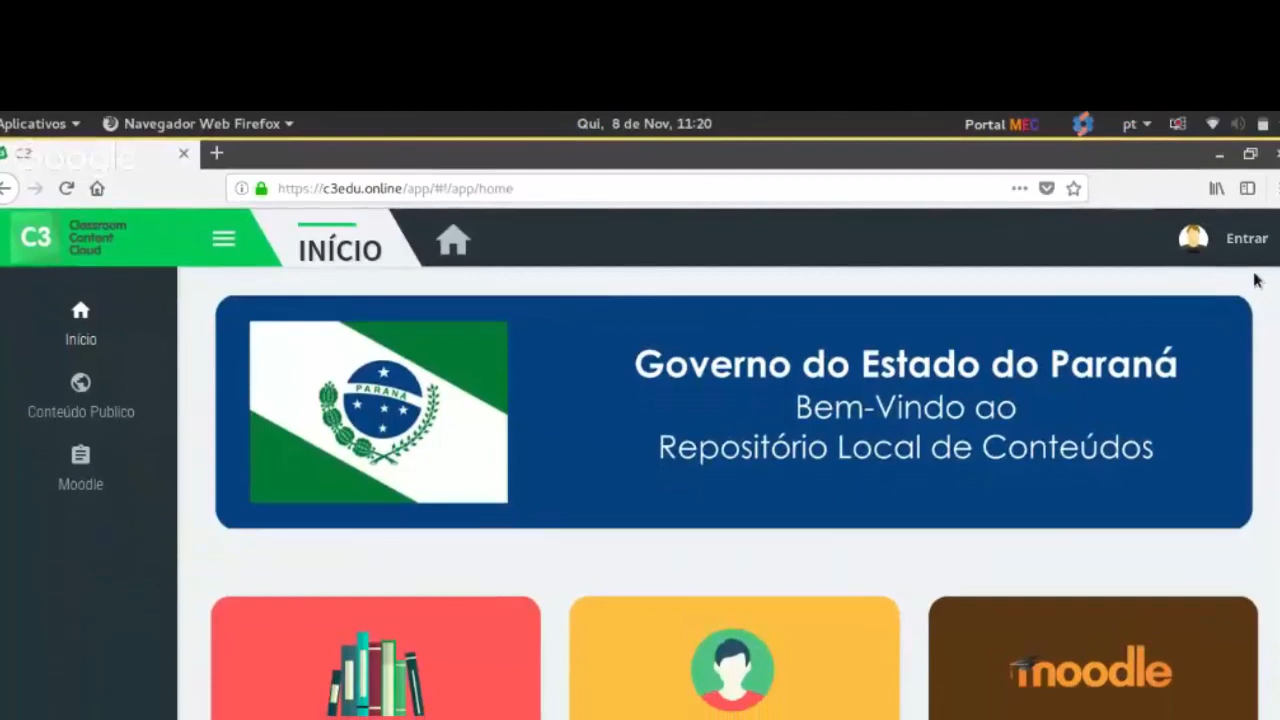 Aplicativos
Navegador Web Firefox
Qui, 8 de Nov, 11:20
Portal MEC
pt
C3
Google
https://c3edu.online/app/#!/app/home
C3
Classroom
Content
Cloud
INÍCIO
Entrar
Início
Conteúdo Publico
Moodle
PARANÁ
Governo do Estado do Paraná
Bem-Vindo ao
Repositório Local de Conteúdos
moodle